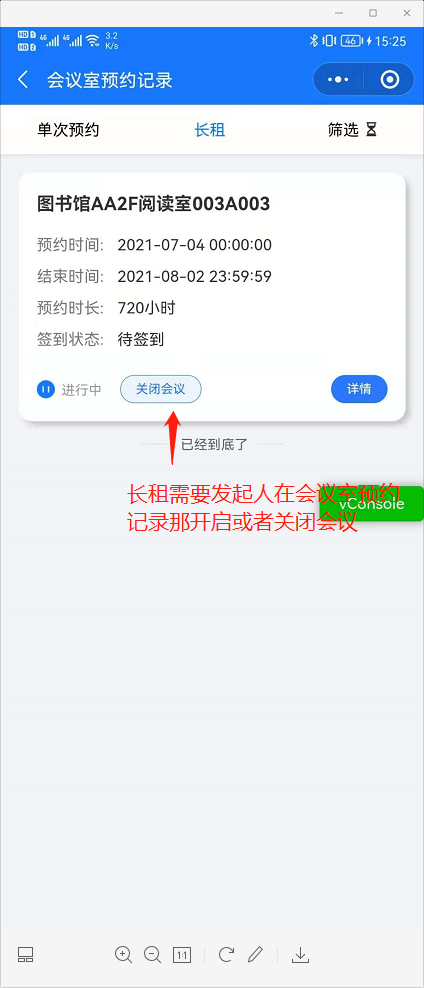 HD 1 4G 4G 3.2
HD 2 K/s
46 15:25
会议室预约记录
单次预约 长租 筛选
图书馆AA2F阅读室003A003
预约时间: 2021-07-04 00:00:00
结束时间: 2021-08-02 23:59:59
预约时长: 720小时
签到状态: 待签到
进行中 关闭会议 详情
已经到底了
长租需要发起人在会议室预约
记录那开启或者关闭会议
vConsole
1:1